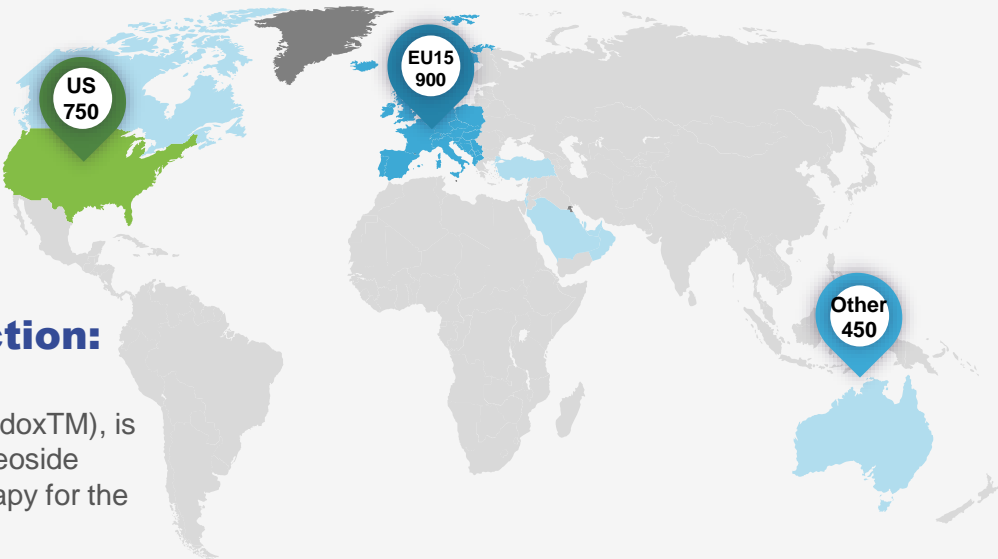 US
750
EU15
900
Other
450
ction:
doxTM), is
eoside
apy for the